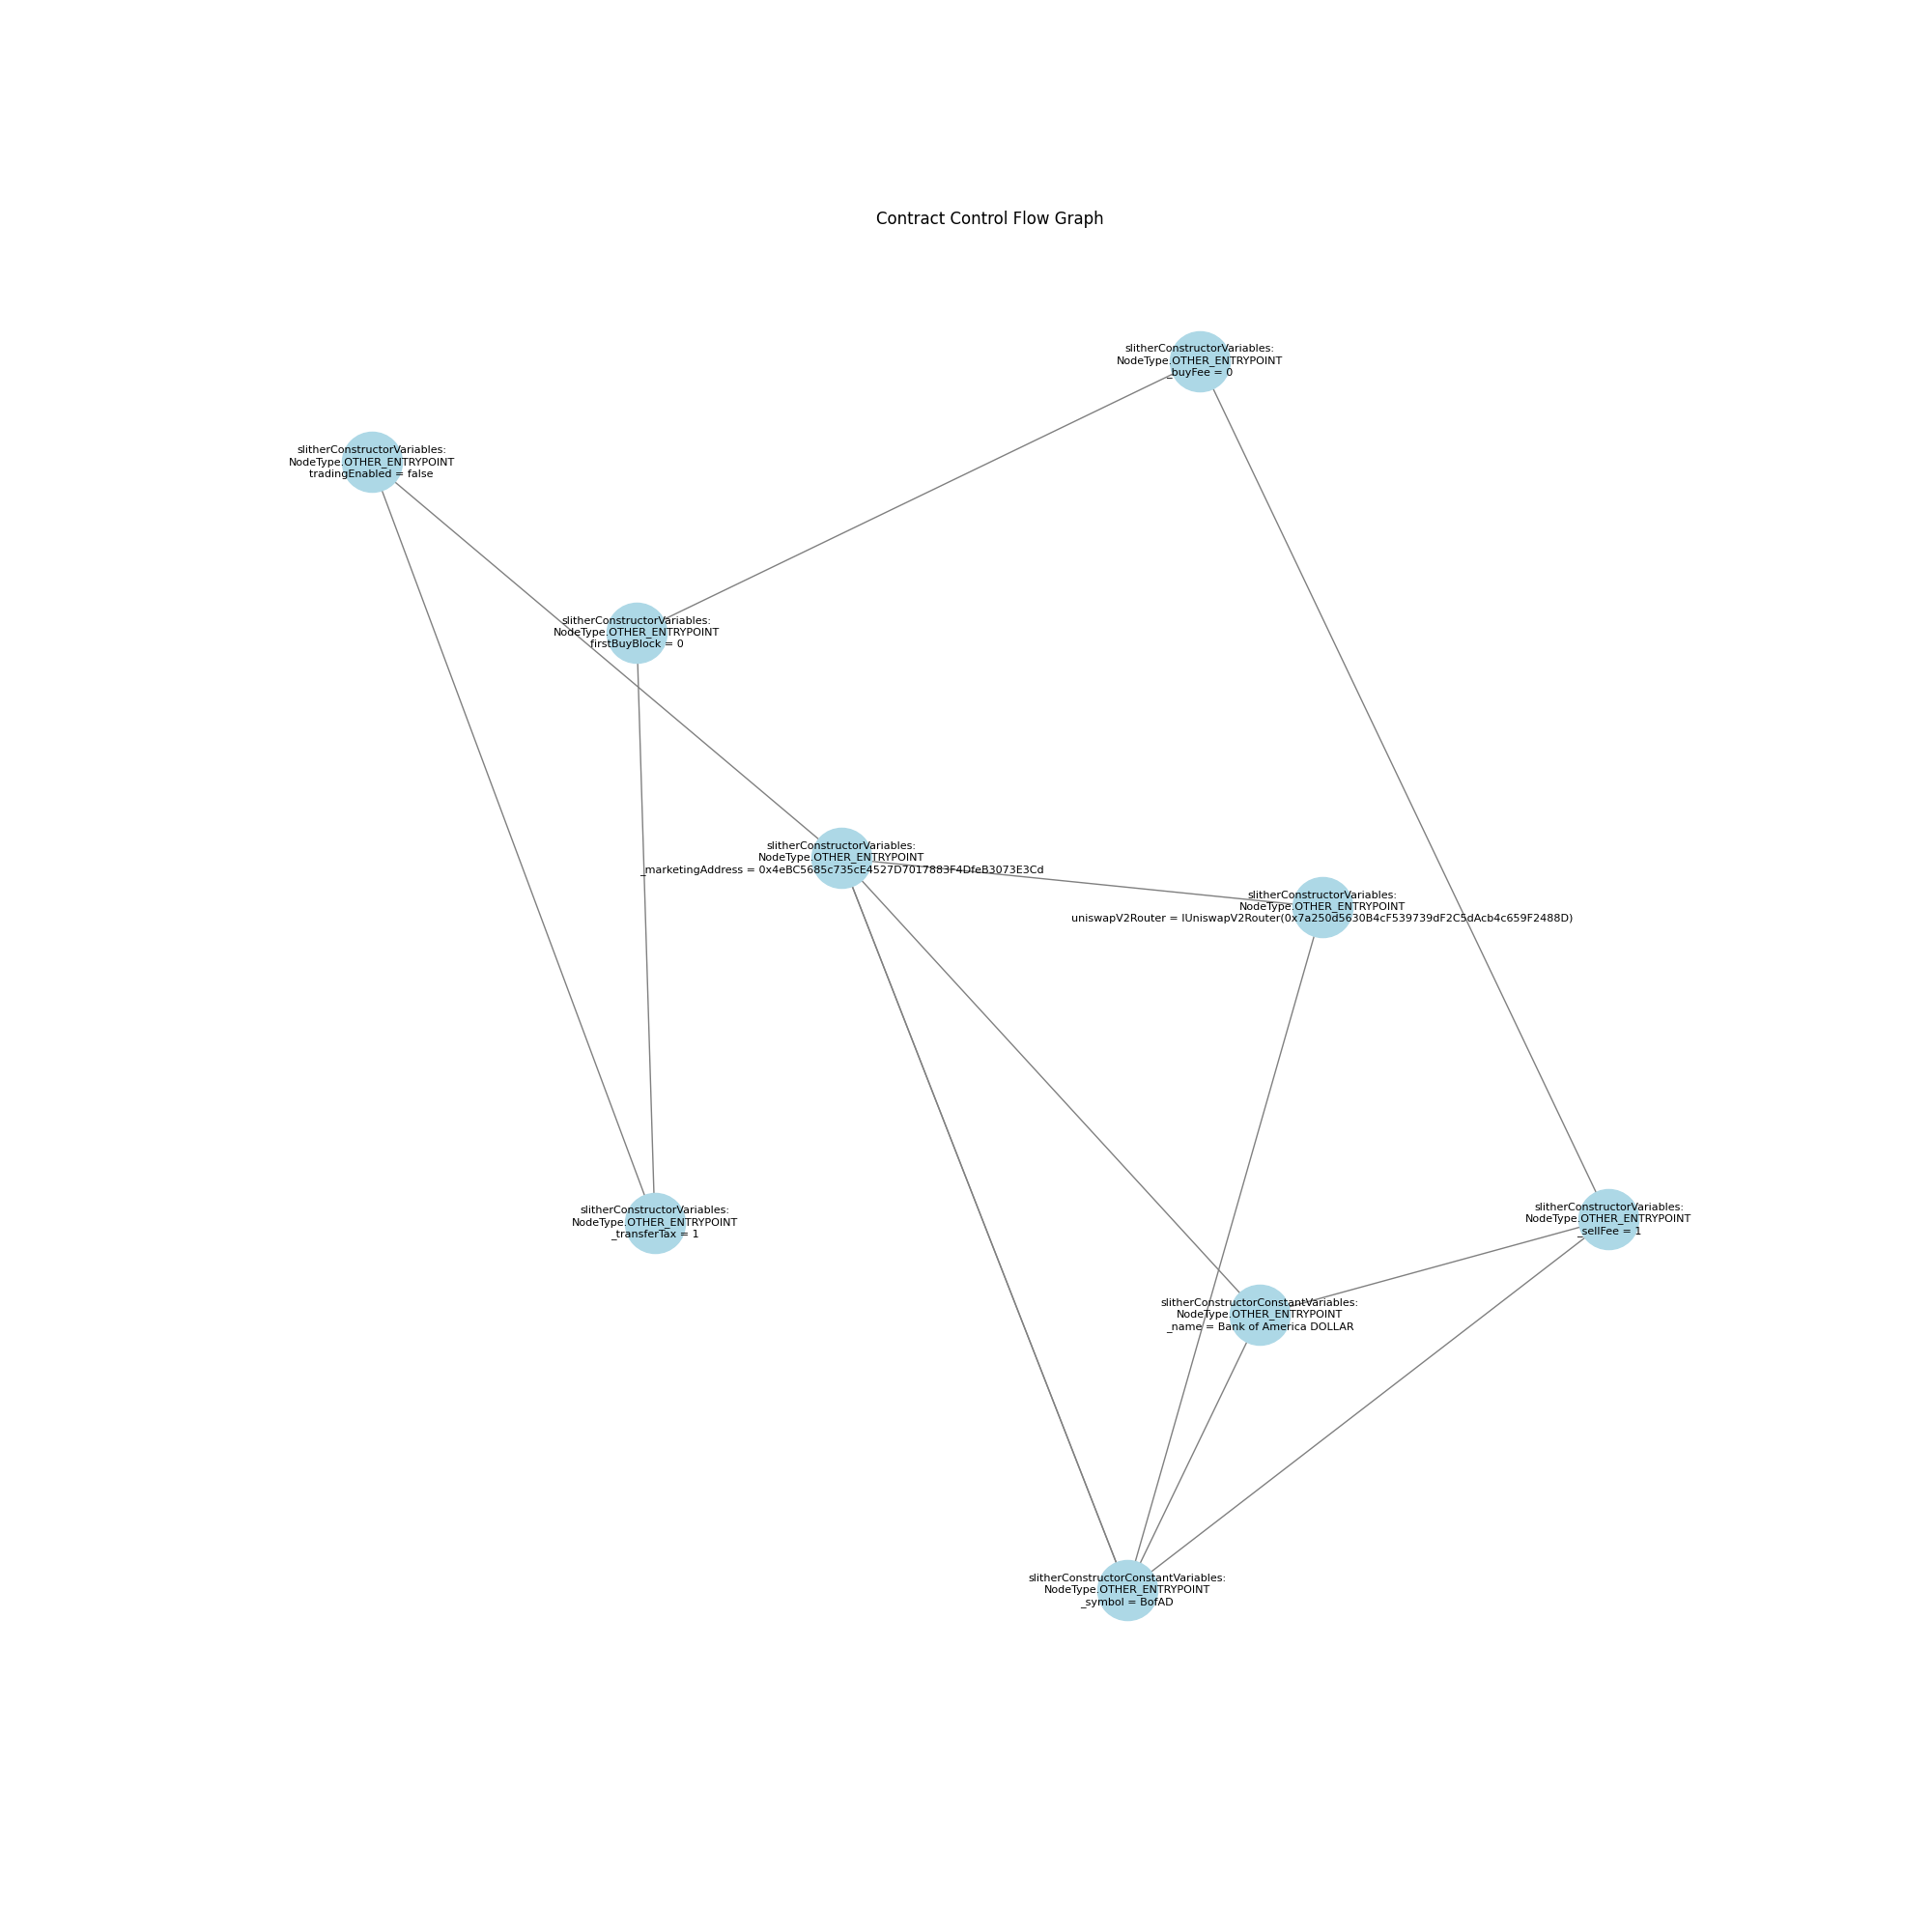 Contract Control Flow Graph
slitherConstructorVariables:
NodeType.OTHER_ENTRYPOINT
_buyFee = 0
slitherConstructorVariables:
NodeType.OTHER_ENTRYPOINT
tradingEnabled = false
slitherConstructorVariables:
NodeType.OTHER_ENTRYPOINT
firstBuyBlock = 0
slitherConstructorVariables:
NodeType.OTHER_ENTRYPOINT
_marketingAddress = 0x4eBC5685c735cE4527D7017883F4DfeB3073E3Cd
slitherConstructorVariables:
NodeType.OTHER_ENTRYPOINT
uniswapV2Router = IUniswapV2Router(0x7a250d5630B4cF539739dF2C5dAcb4c659F2488D)
slitherConstructorVariables:
NodeType.OTHER_ENTRYPOINT
_transferTax = 1
slitherConstructorVariables:
NodeType.OTHER_ENTRYPOINT
_sellFee = 1
slitherConstructorConstantVariables:
NodeType.OTHER_ENTRYPOINT
_name = Bank of America DOLLAR
slitherConstructorConstantVariables:
NodeType.OTHER_ENTRYPOINT
_symbol = BofAD